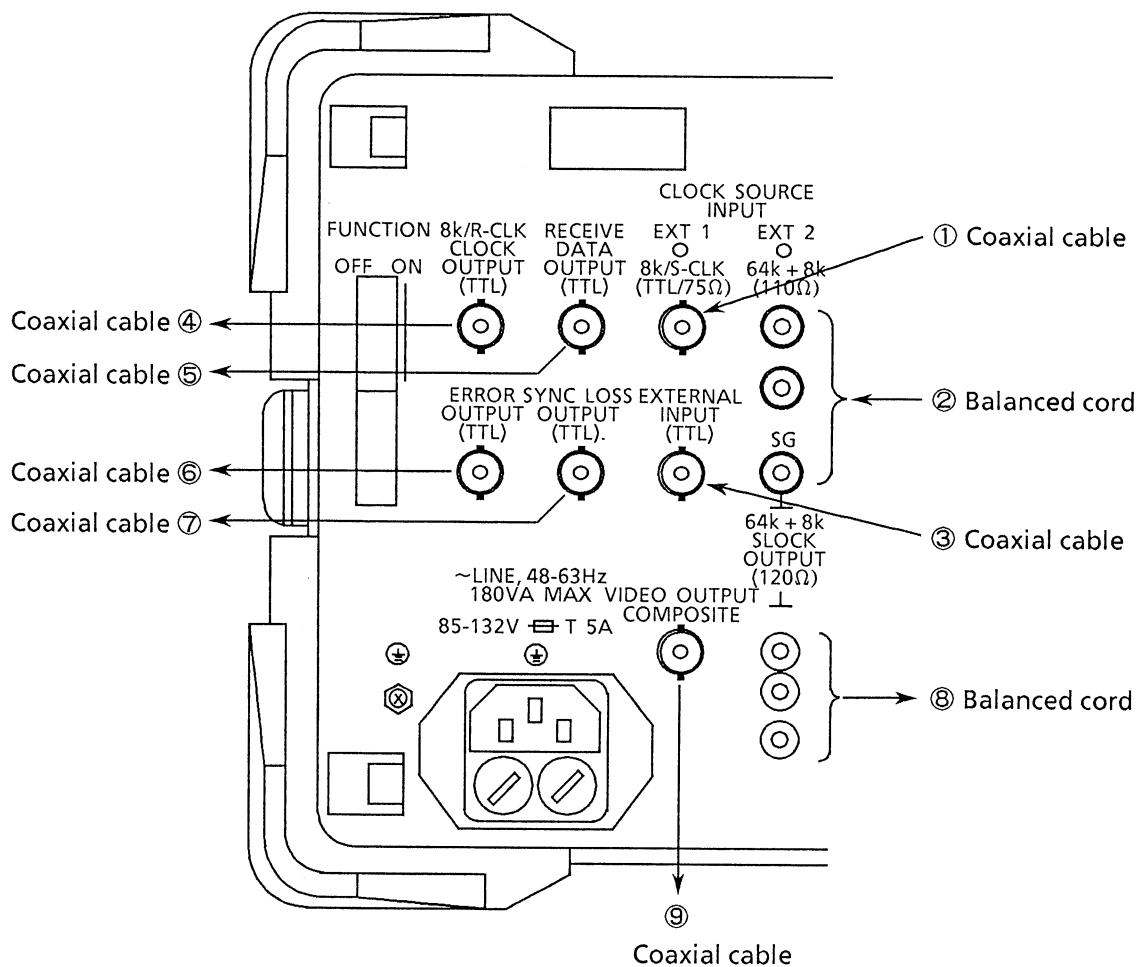 CLOCK SOURCE
INPUT
FUNCTION
8k/R-CLK
CLOCK
OUTPUT
(TTL)
RECEIVE
DATA
OUTPUT
(TTL)
EXT 1
8k/S-CLK
(TTL/75Ω)
EXT 2
64k + 8k
(110Ω)
OFF ON
① Coaxial cable
Coaxial cable ④
Coaxial cable ⑤
ERROR
OUTPUT
(TTL)
SYNC LOSS
OUTPUT
(TTL).
EXTERNAL
INPUT
(TTL)
SG
② Balanced cord
Coaxial cable ⑥
Coaxial cable ⑦
③ Coaxial cable
64k + 8k
SLOCK
OUTPUT
(120Ω)
~LINE, 48-63Hz
180VA MAX
85-132V T 5A
VIDEO OUTPUT
COMPOSITE
⑧ Balanced cord
⑨
Coaxial cable